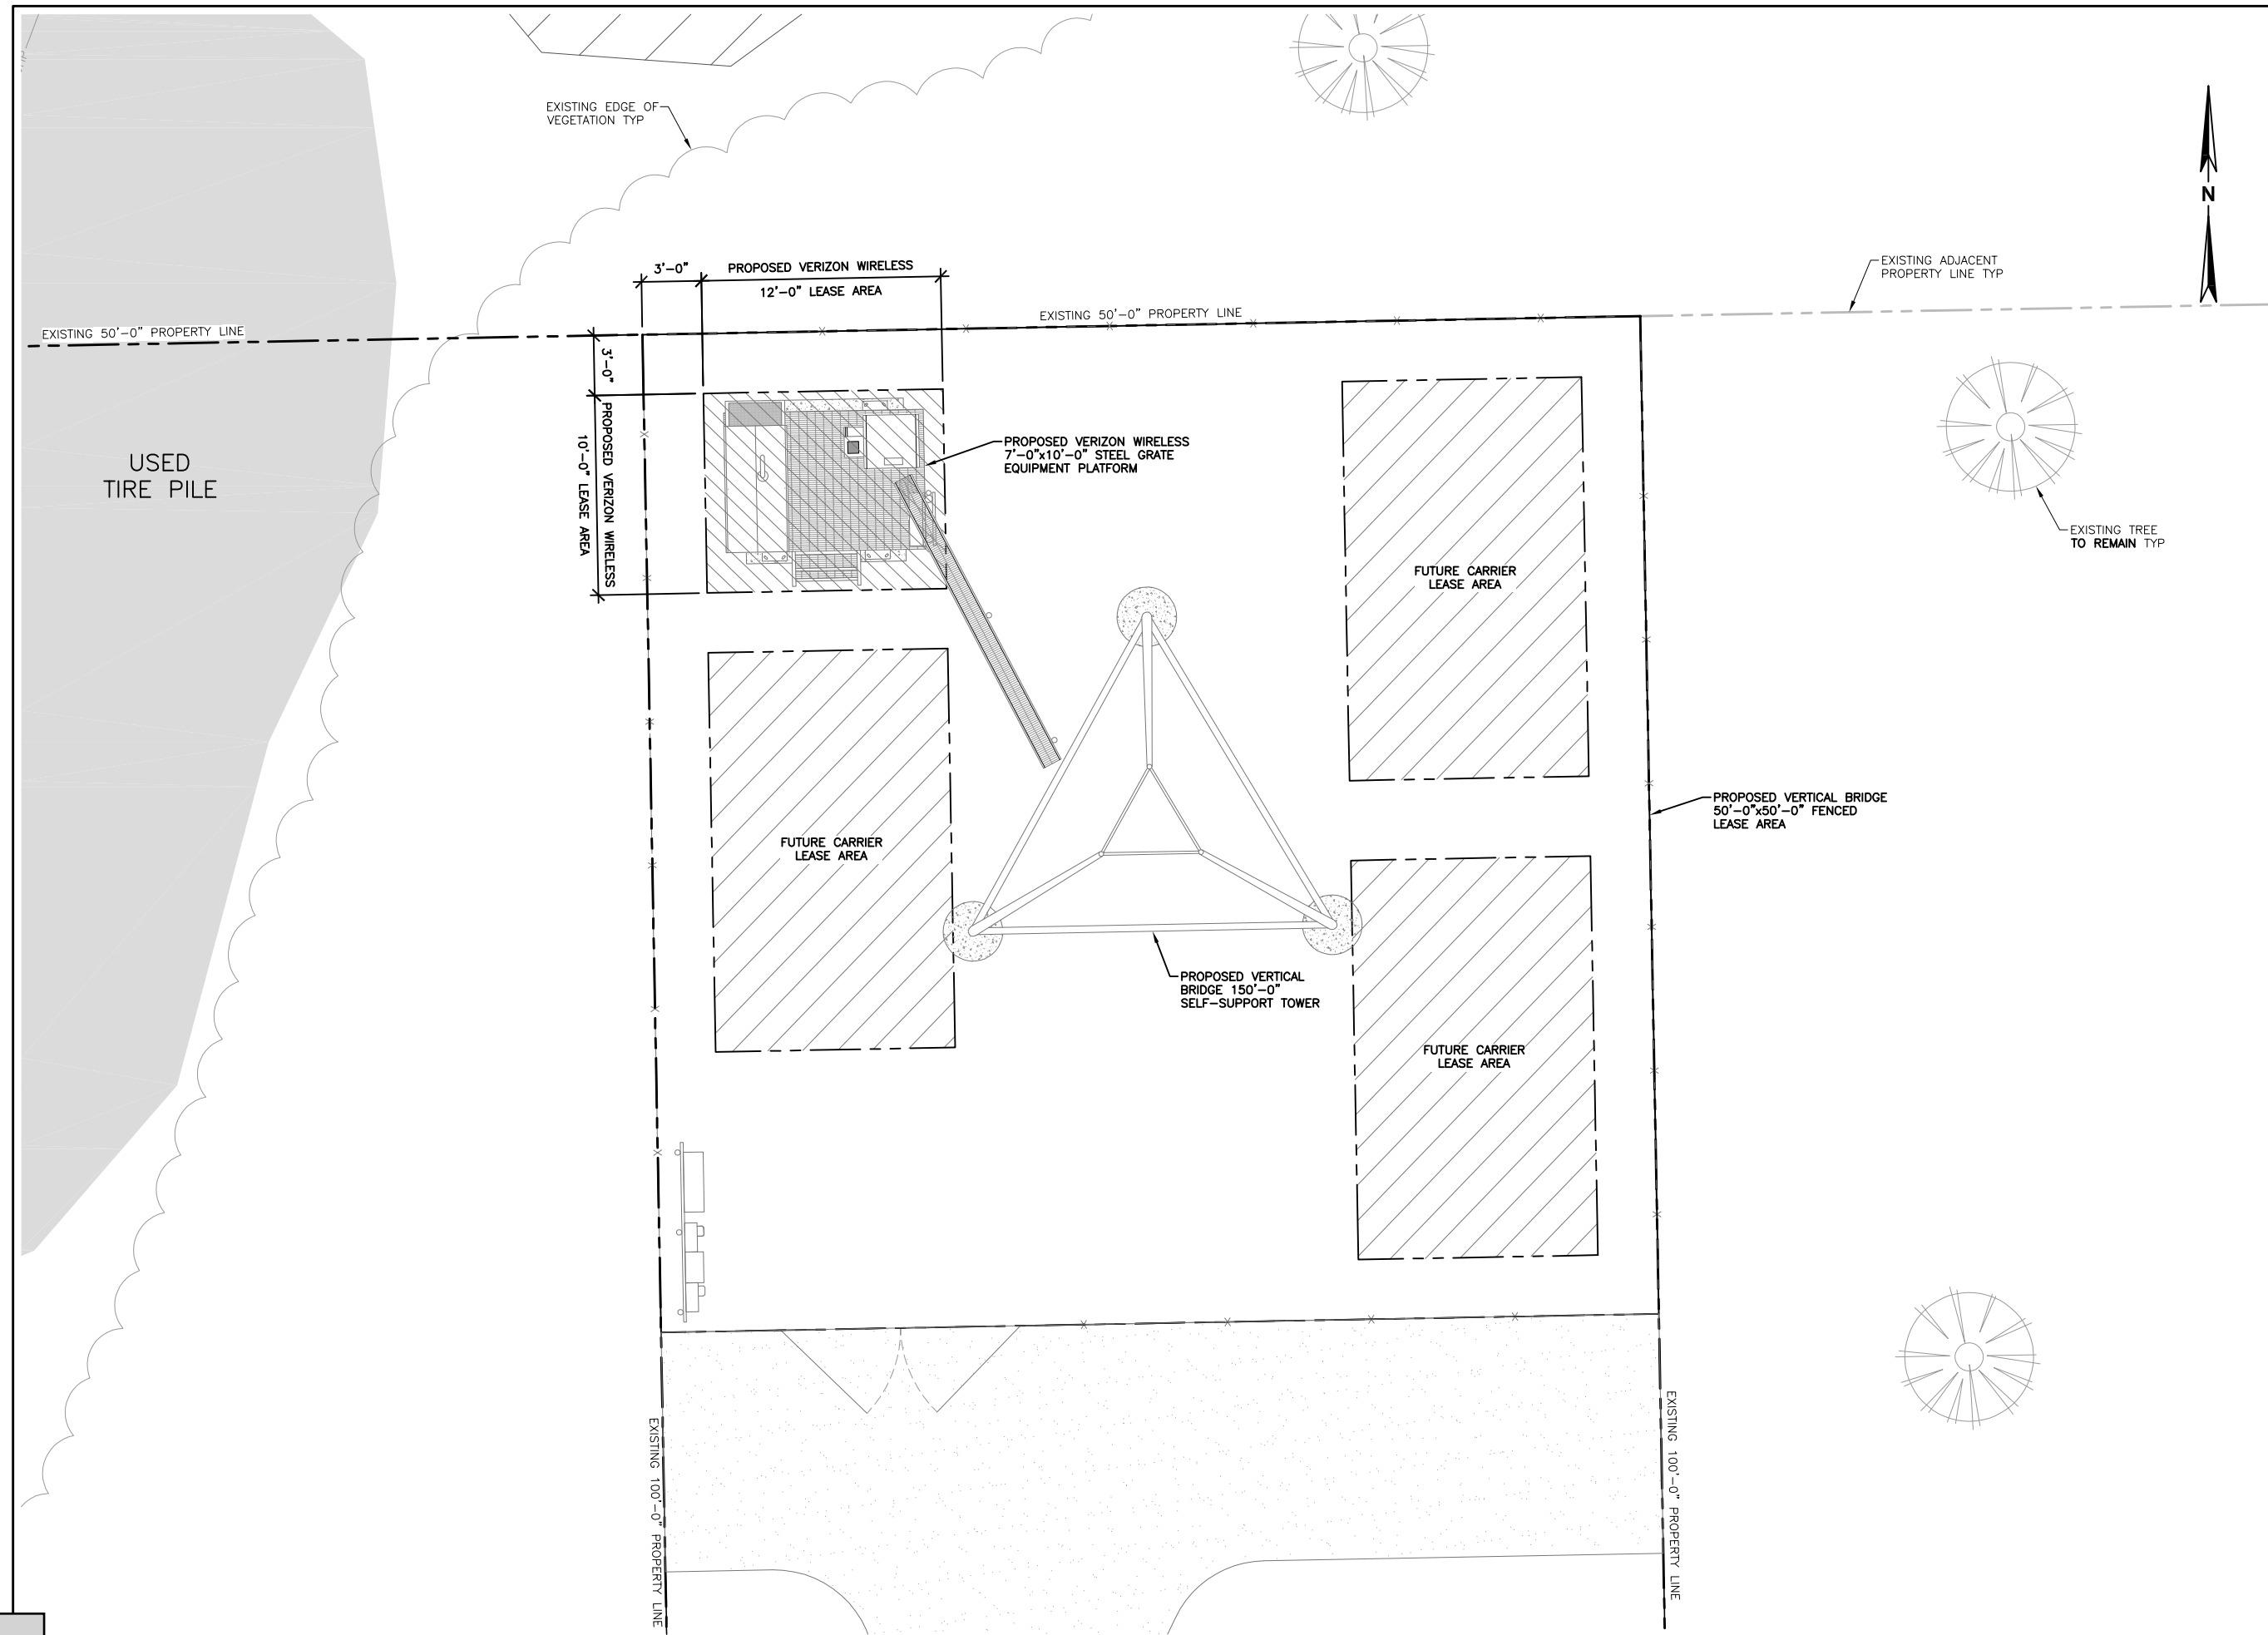 EXISTING EDGE OF
VEGETATION TYP
N
3'-0"
PROPOSED VERIZON WIRELESS
12'-0" LEASE AREA
EXISTING ADJACENT
PROPERTY LINE TYP
EXISTING 50'-0" PROPERTY LINE
EXISTING 50'-0" PROPERTY LINE
3'-0"
PROPOSED VERIZON WIRELESS
10'-0" LEASE AREA
USED
TIRE PILE
PROPOSED VERIZON WIRELESS
7'-0"x10'-0" STEEL GRATE
EQUIPMENT PLATFORM
EXISTING TREE
TO REMAIN TYP
FUTURE CARRIER
LEASE AREA
PROPOSED VERTICAL BRIDGE
50'-0"x50'-0" FENCED
LEASE AREA
FUTURE CARRIER
LEASE AREA
PROPOSED VERTICAL
BRIDGE 150'-0"
SELF-SUPPORT TOWER
FUTURE CARRIER
LEASE AREA
EXISTING 100'-0" PROPERTY LINE
EXISTING 100'-0" PROPERTY LINE